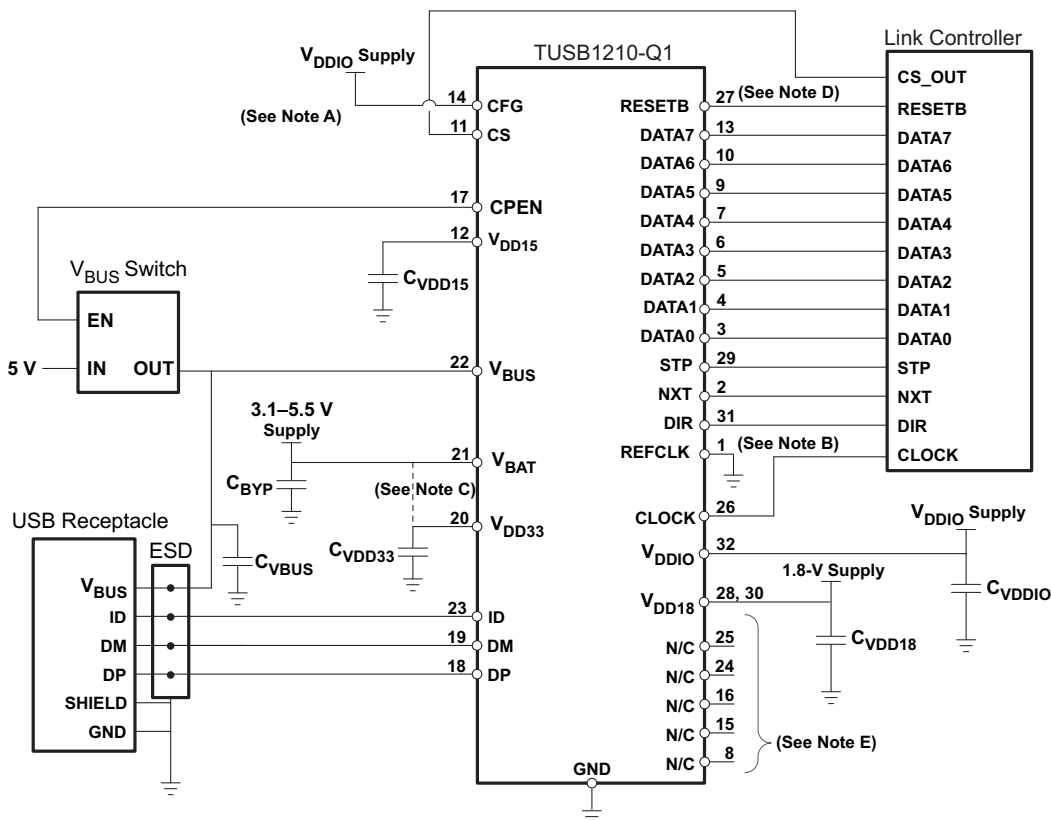 Link Controller
TUSB1210-Q1
VDDIO Supply
CS_OUT
14
CFG
RESETB
27
(See Note D)
RESETB
(See Note A)
11
CS
DATA7
13
DATA7
DATA6
10
DATA6
DATA5
9
DATA5
17
CPEN
DATA4
7
DATA4
12
VDD15
DATA3
6
DATA3
CVDD15
VBUS Switch
DATA2
5
DATA2
DATA1
4
DATA1
EN
DATA0
3
DATA0
5 V
IN
OUT
22
VBUS
STP
29
STP
NXT
2
NXT
3.1–5.5 V
Supply
DIR
31
DIR
(See Note B)
21
VBAT
REFCLK
1
CLOCK
CBYP
(See Note C)
20
VDD33
CLOCK
26
VDDIO Supply
USB Receptacle
ESD
CVBUS
CVDD33
VDDIO
32
1.8-V Supply
CVDDIO
VBUS
VDD18
28, 30
ID
23
ID
CVDD18
DM
19
DM
N/C
25
DP
18
DP
N/C
24
SHIELD
N/C
16
GND
N/C
15
(See Note E)
N/C
8
GND